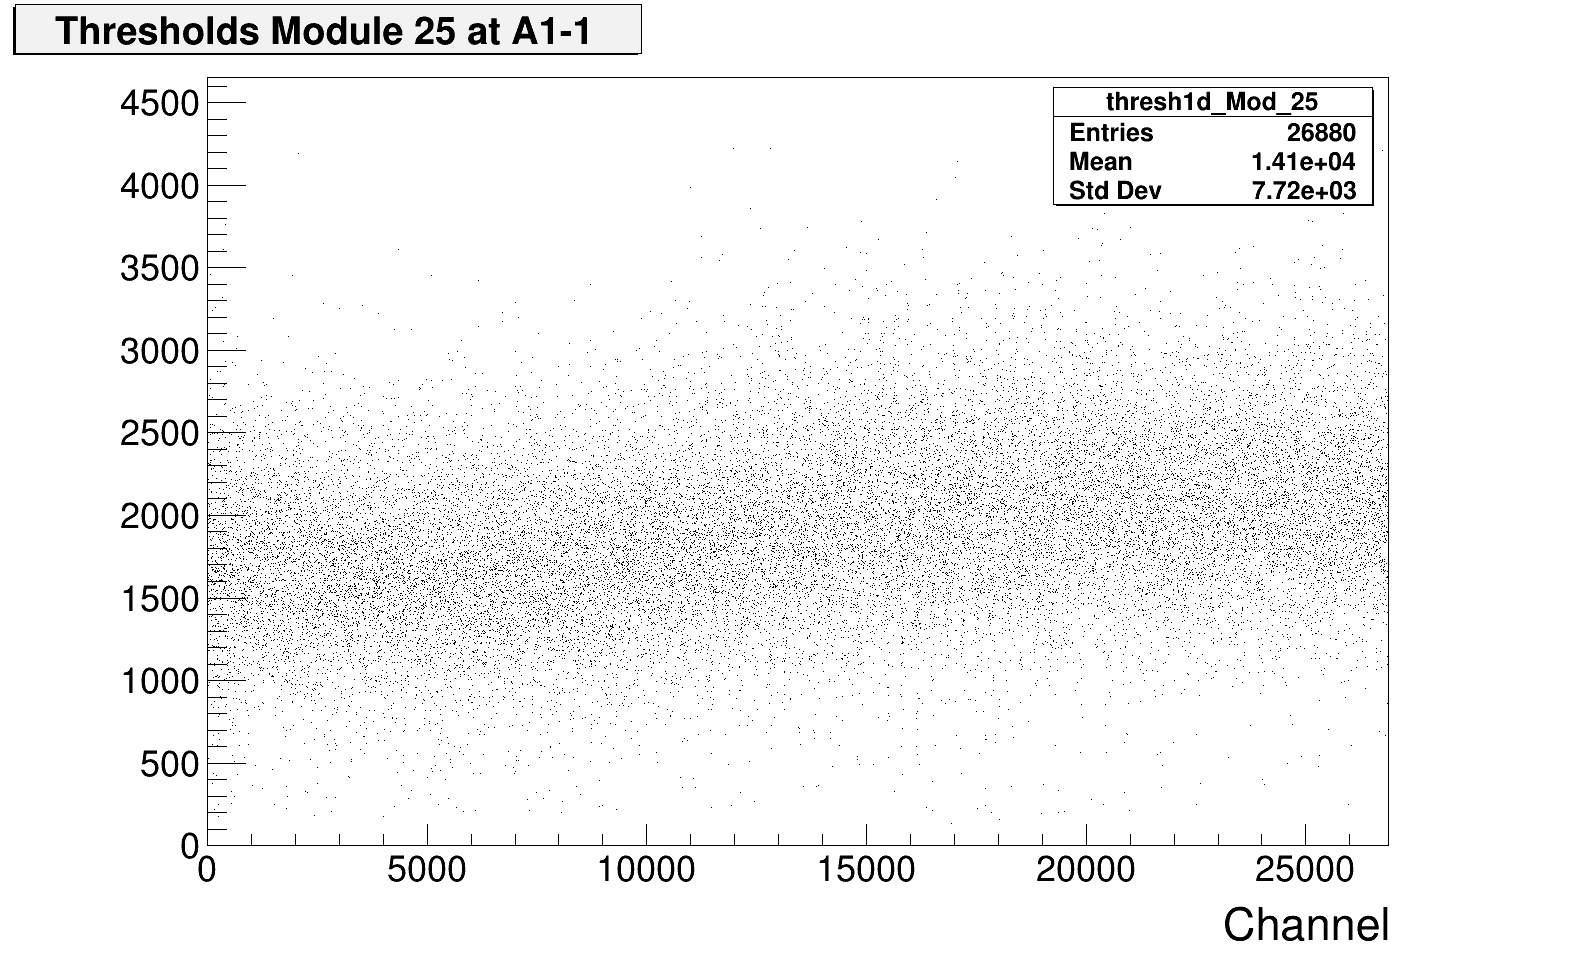 Thresholds Module 25 at A1-1
thresh1d_Mod_25
Entries 26880
Mean 1.41e+04
Std Dev 7.72e+03
4500
4000
3500
3000
2500
2000
1500
1000
500
0
0 5000 10000 15000 20000 25000
Channel